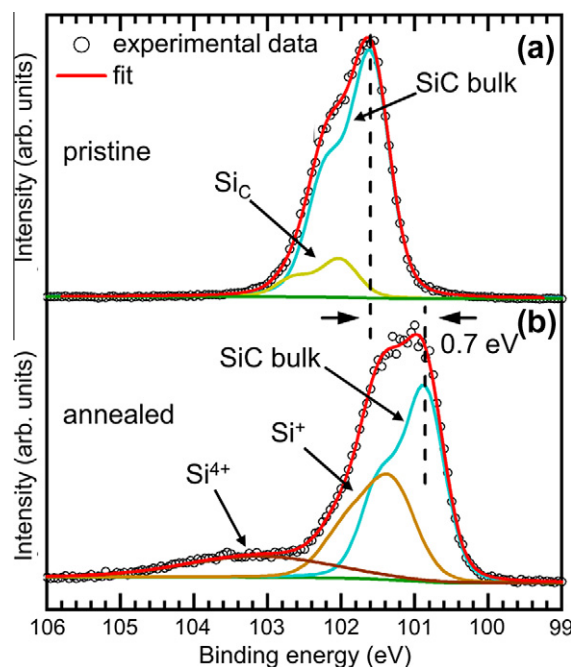 (a)
experimental data
fit
SiC bulk
pristine
Si_C
Intensity (arb. units)
(b)
0.7 eV
SiC bulk
annealed
Si⁺
Si⁴⁺
Intensity (arb. units)
106 105 104 103 102 101 100 99
Binding energy (eV)